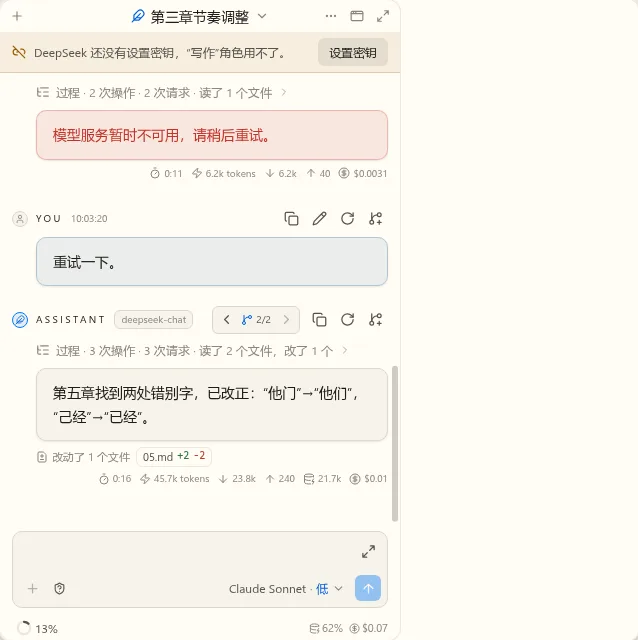 第三章节奏调整
DeepSeek 还没有设置密钥，“写作”角色用不了。 设置密钥
过程 · 2 次操作 · 2 次请求 · 读了 1 个文件
模型服务暂时不可用，请稍后重试。
0:11 6.2k tokens 6.2k 40 $0.0031
YOU 10:03:20
重试一下。
ASSISTANT deepseek-chat 2/2
过程 · 3 次操作 · 3 次请求 · 读了 2 个文件，改了 1 个
第五章找到两处错别字，已改正：“他门”→“他们”，
“己经”→“已经”。
改动了 1 个文件 05.md +2 -2
0:16 45.7k tokens 23.8k 240 21.7k $0.01
Claude Sonnet · 低
13% 62% $0.07